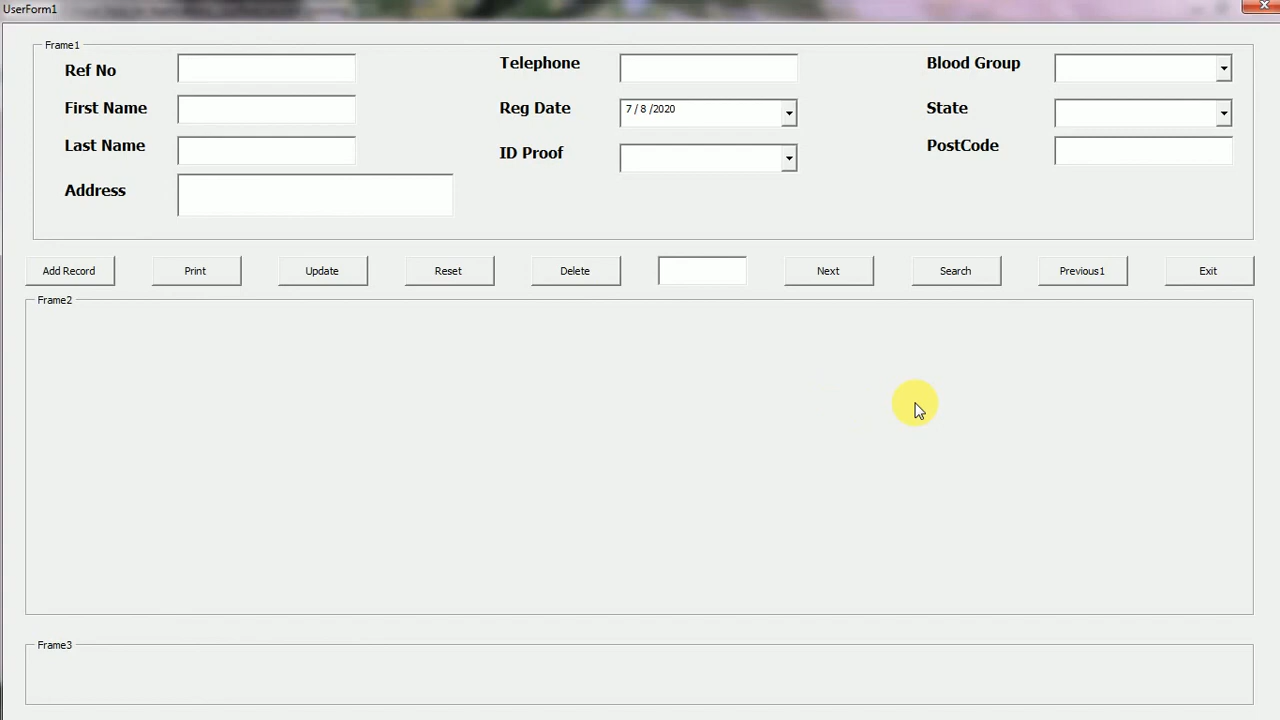 UserForm1
Frame1
Ref No
First Name
Last Name
Address
Telephone
Reg Date
7 / 8 /2020
ID Proof
Blood Group
State
PostCode
Add Record
Print
Update
Reset
Delete
Next
Search
Previous1
Exit
Frame2
Frame3